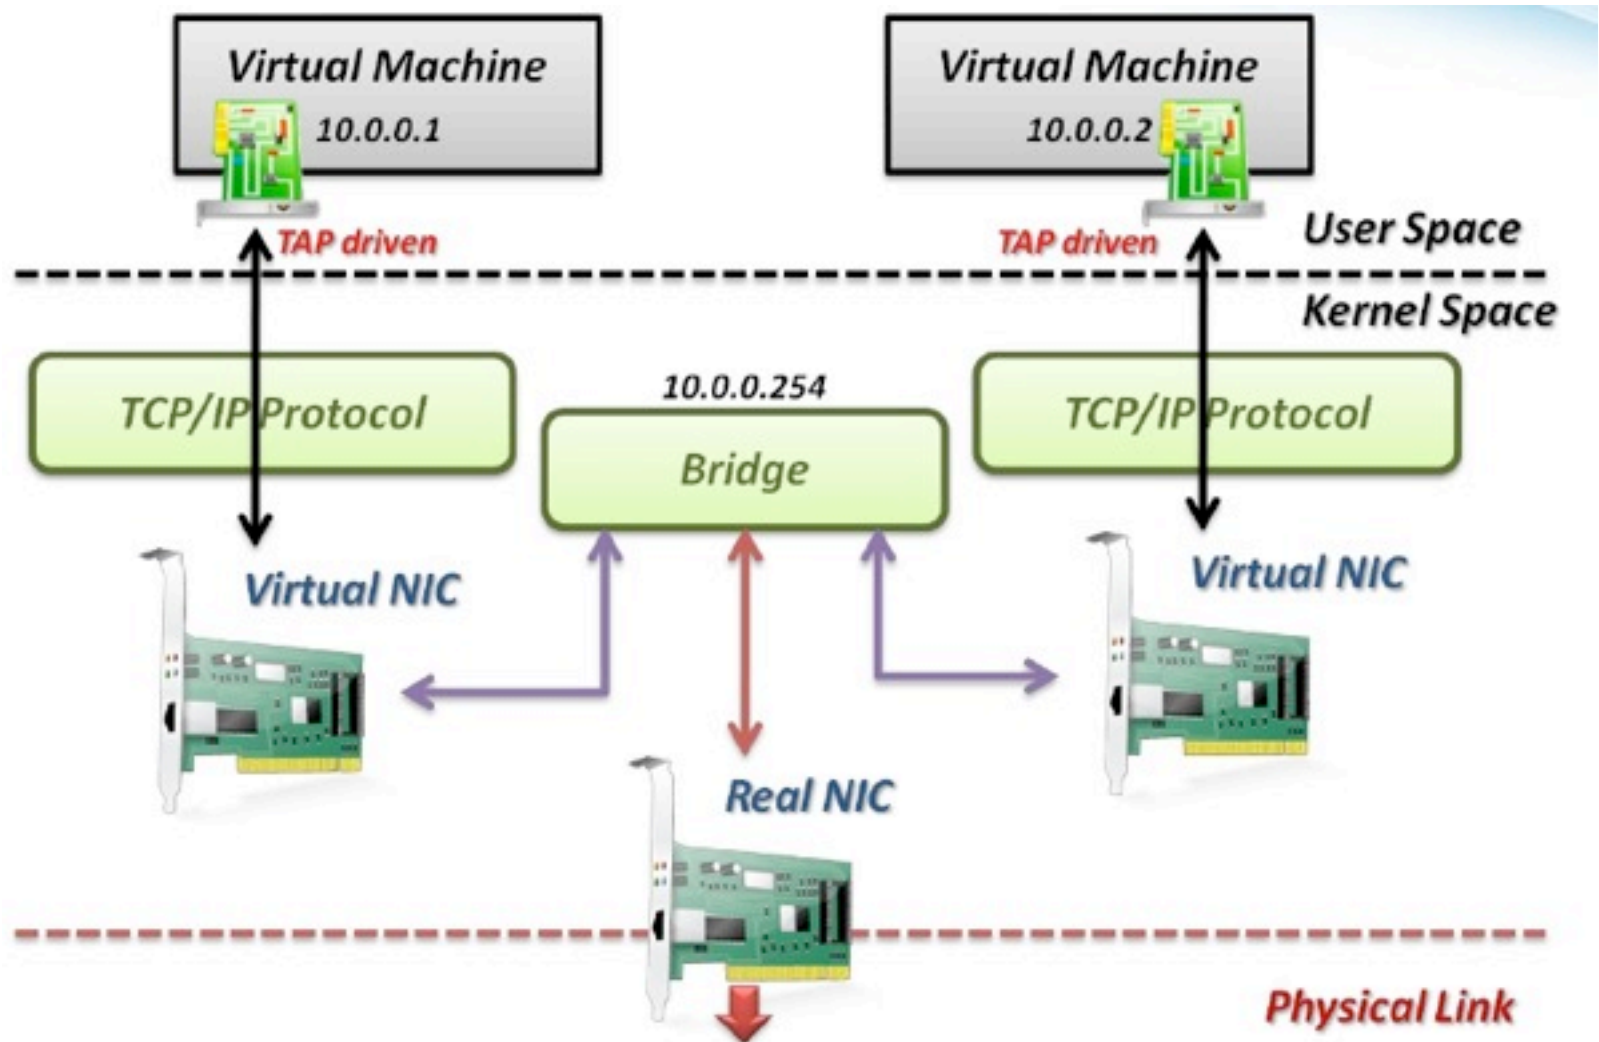 Virtual Machine
10.0.0.1
Virtual Machine
10.0.0.2
TAP driven
TAP driven
User Space
Kernel Space
TCP/IP Protocol
10.0.0.254
Bridge
TCP/IP Protocol
Virtual NIC
Virtual NIC
Real NIC
Physical Link